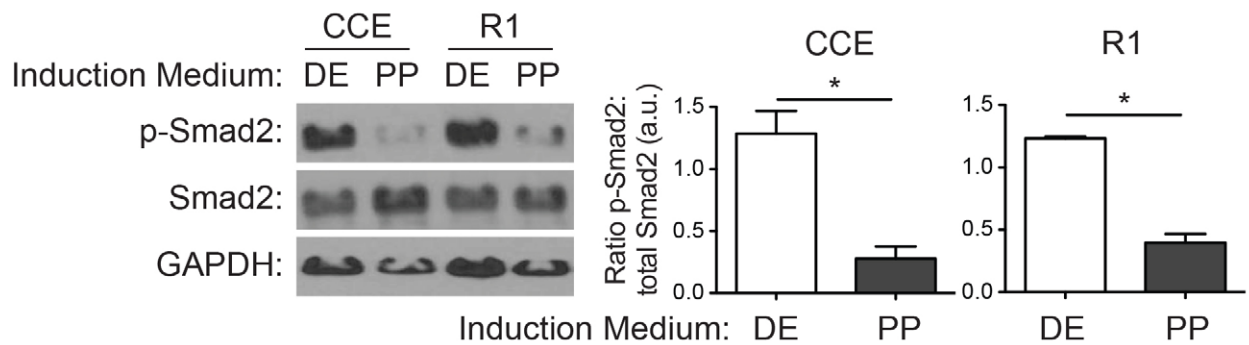 CCE R1
Induction Medium: DE PP DE PP
p-Smad2:
Smad2:
GAPDH:
CCE
*
Ratio p-Smad2:
total Smad2 (a.u.)
1.5
1.0
0.5
0.0
R1
*
1.5
1.0
0.5
0.0
Induction Medium: DE PP DE PP